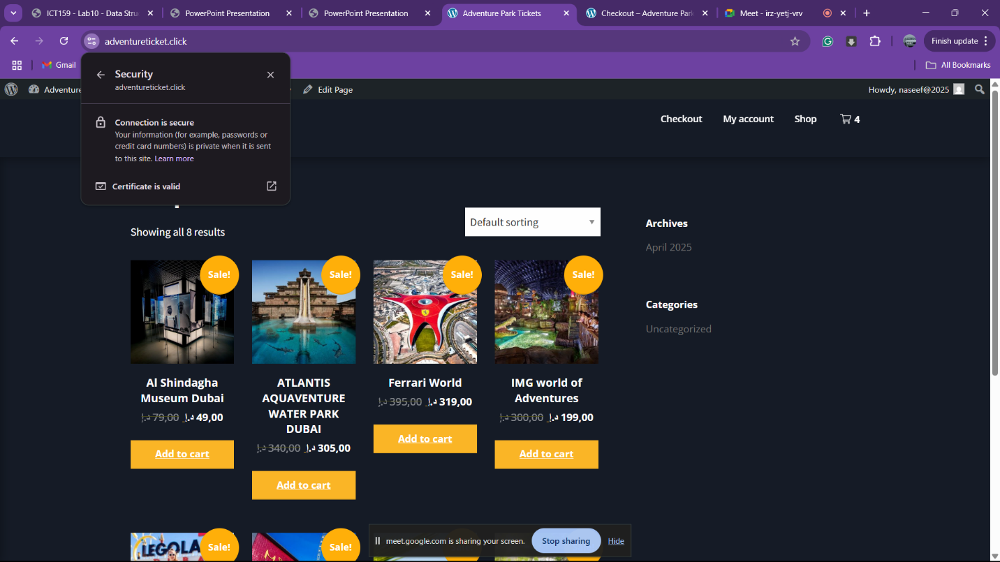 ICT159 - Lab10 - Data Stru
PowerPoint Presentation
PowerPoint Presentation
Adventure Park Tickets
Checkout – Adventure Park
Meet - irz-yetj-vrv
adventureticket.click
Finish update
Gmail
All Bookmarks
Security
adventureticket.click
Connection is secure
Your information (for example, passwords or
credit card numbers) is private when it is sent
to this site. Learn more
Certificate is valid
Adventure
Edit Page
Howdy, naseef@2025
Checkout
My account
Shop
4
Showing all 8 results
Default sorting
Archives
April 2025
Categories
Uncategorized
Sale!
Sale!
Sale!
Sale!
Al Shindagha
Museum Dubai
د.إ 79,00 د.إ 49,00
Add to cart
ATLANTIS
AQUAVENTURE
WATER PARK
DUBAI
د.إ 340,00 د.إ 305,00
Add to cart
Ferrari World
د.إ 395,00 د.إ 319,00
Add to cart
IMG world of
Adventures
د.إ 300,00 د.إ 199,00
Add to cart
LEGOLA
Sale!
Sale!
meet.google.com is sharing your screen.
Stop sharing
Hide